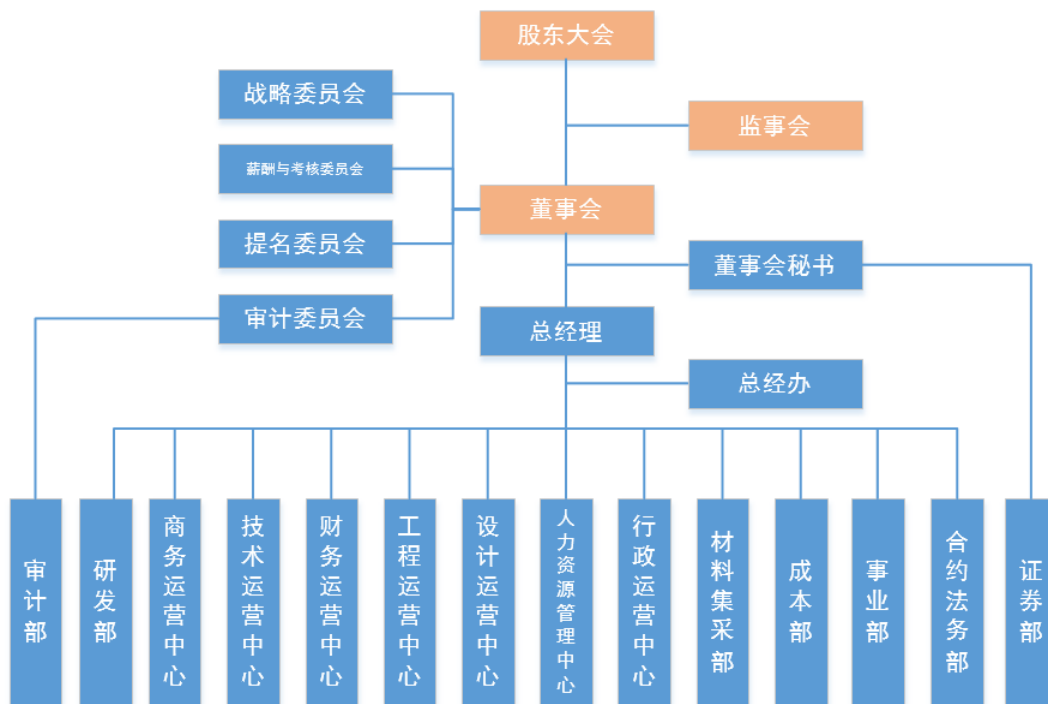 股东大会
战略委员会
监事会
薪酬与考核委员会
董事会
提名委员会
董事会秘书
审计委员会
总经理
总经办
审计部
研发部
商务运营中心
技术运营中心
财务运营中心
工程运营中心
设计运营中心
人力资源管理中心
行政运营中心
材料集采部
成本部
事业部
合约法务部
证券部